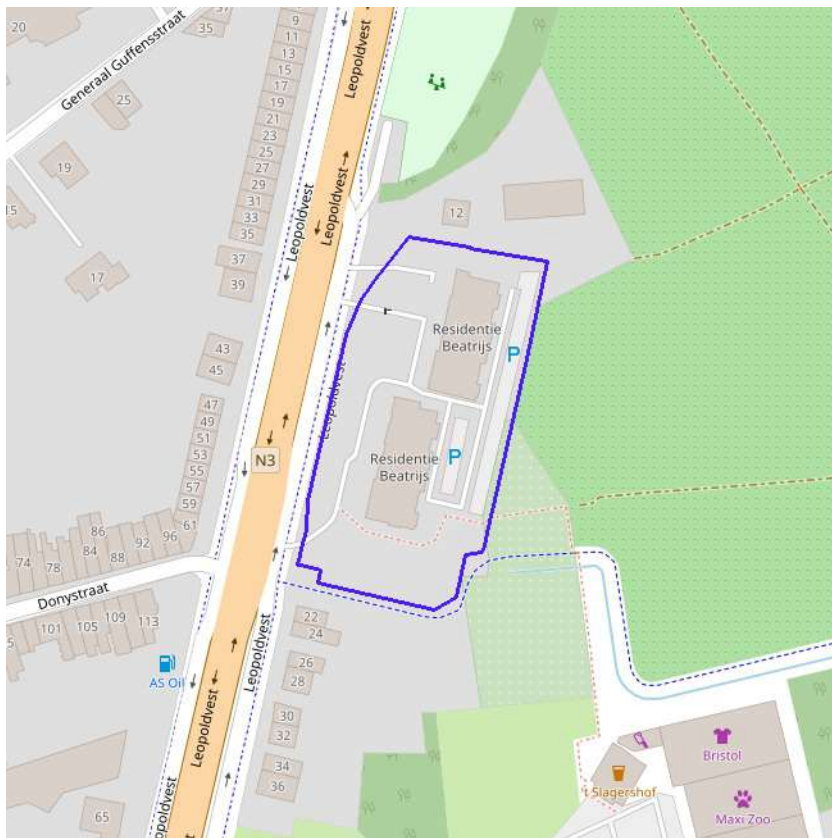 20
35
9
11
13
15
17
19
21
23
25
27
29
31
33
35
Generaal Guffensstraat
25
19
15
17
Leopoldvest
Leopoldvest
Leopoldvest
12
37
39
43
45
Residentie
Beatrijs
P
Leopoldvest
47
49
51
53
55
57
59
61
N3
Residentie
Beatrijs
P
86
96
92
88
84
78
74
Donystraat
113
109
105
101
Leopoldvest
22
24
26
28
AS Oil
30
32
34
36
Leopoldvest
Leopoldvest
65
Bristol
't Slagershof
Maxi Zoo